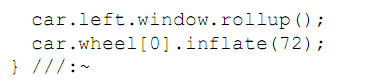 car.left.window.rollup();
car.wheel[0].inflate(72);
} ///:~